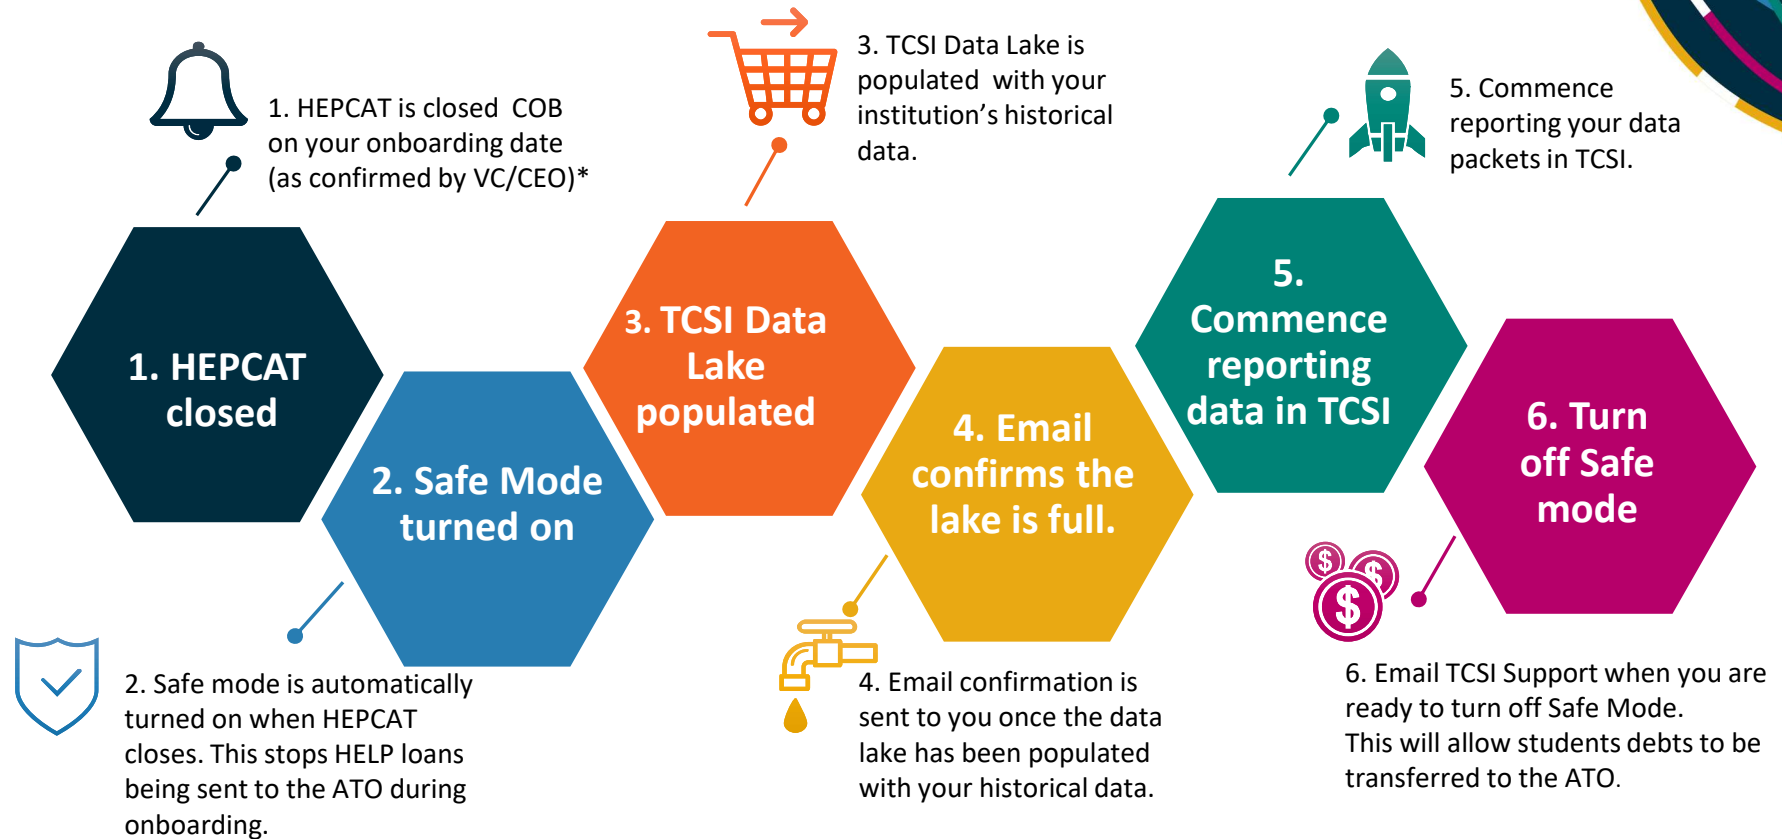 1. HEPCAT is closed  COB
on your onboarding date
(as confirmed by VC/CEO)*
3. TCSI Data Lake is
populated  with your
institution’s historical
data.
5. Commence
reporting your data
packets in TCSI.
1. HEPCAT
closed
2. Safe Mode
turned on
3. TCSI Data
Lake
populated
4. Email
confirms the
lake is full.
5.
Commence
reporting
data in TCSI
6. Turn
off Safe
mode
2. Safe mode is automatically
turned on when HEPCAT
closes. This stops HELP loans
being sent to the ATO during
onboarding.
4. Email confirmation is
sent to you once the data
lake has been populated
with your historical data.
$
$
$
6. Email TCSI Support when you are
ready to turn off Safe Mode.
This will allow students debts to be
transferred to the ATO.